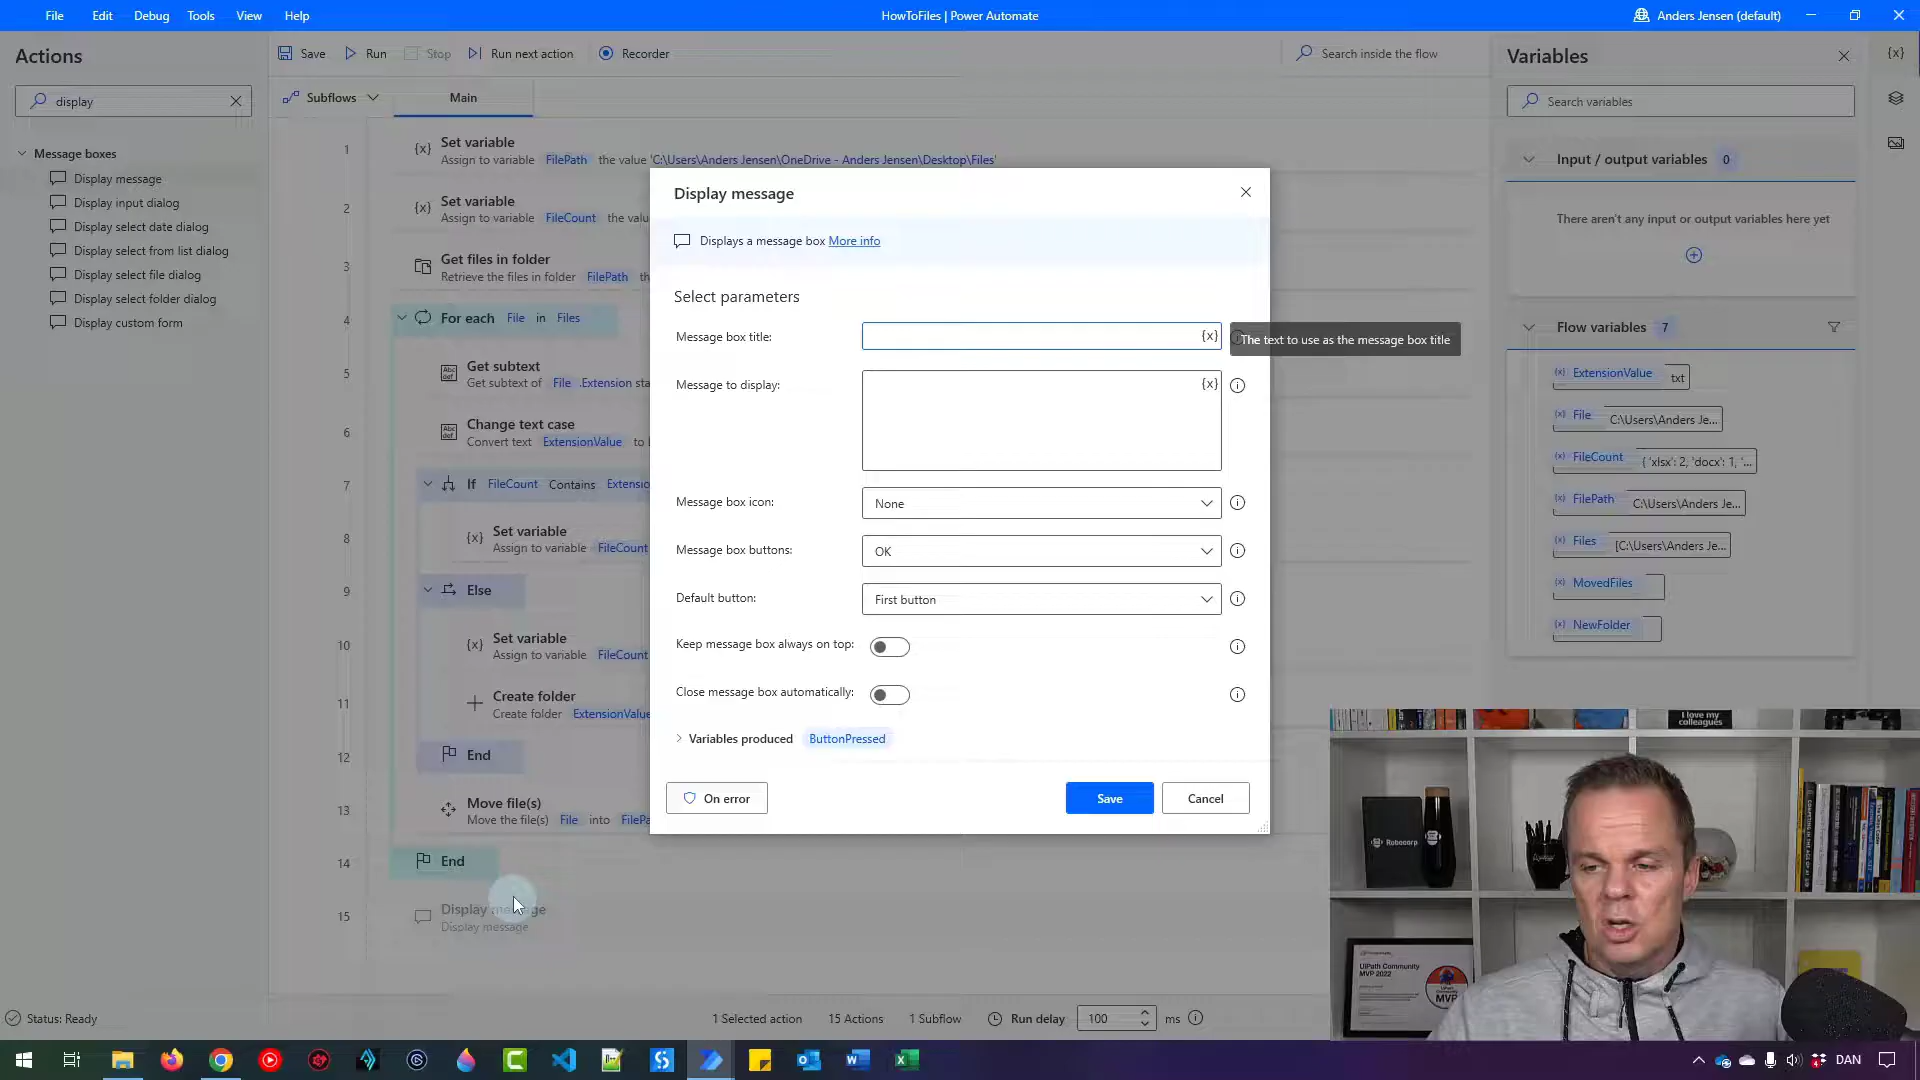 File Edit Debug Tools View Help
HowToFiles | Power Automate
Anders Jensen (default)
Actions
display
Message boxes
Display message
Display input dialog
Display select date dialog
Display select from list dialog
Display select file dialog
Display select folder dialog
Display custom form
Save Run Stop Run next action Recorder
Search inside the flow
Subflows Main
1 {x} Set variable
Assign to variable FilePath the value 'C:\Users\Anders Jensen\OneDrive - Anders Jensen\Desktop\Files'
2 {x} Set variable
Assign to variable FileCount the valu
3 Get files in folder
Retrieve the files in folder FilePath th
4 For each File in Files
5 Get subtext
Get subtext of File .Extension sta
6 Change text case
Convert text ExtensionValue to
7 If FileCount Contains Extensio
8 {x} Set variable
Assign to variable FileCount
9 Else
10 {x} Set variable
Assign to variable FileCount
11 Create folder
Create folder ExtensionValue
12 End
13 Move file(s)
Move the file(s) File into FilePa
14 End
15 Display message
Display message
Display message
Displays a message box More info
Select parameters
Message box title: {x}
The text to use as the message box title
Message to display: {x}
Message box icon: None
Message box buttons: OK
Default button: First button
Keep message box always on top:
Close message box automatically:
Variables produced ButtonPressed
On error Save Cancel
Variables
{x}
Search variables
Input / output variables 0
There aren't any input or output variables here yet
Flow variables 7
{x} ExtensionValue txt
{x} File C:\Users\Anders Je...
{x} FileCount { 'xlsx': 2, 'docx': 1, '...
{x} FilePath C:\Users\Anders Je...
{x} Files [C:\Users\Anders Je...
{x} MovedFiles
{x} NewFolder
I love my
colleagues
Robocorp
UiPath Community
MVP 2022
MVP
Status: Ready
1 Selected action 15 Actions 1 Subflow Run delay 100 ms
DAN